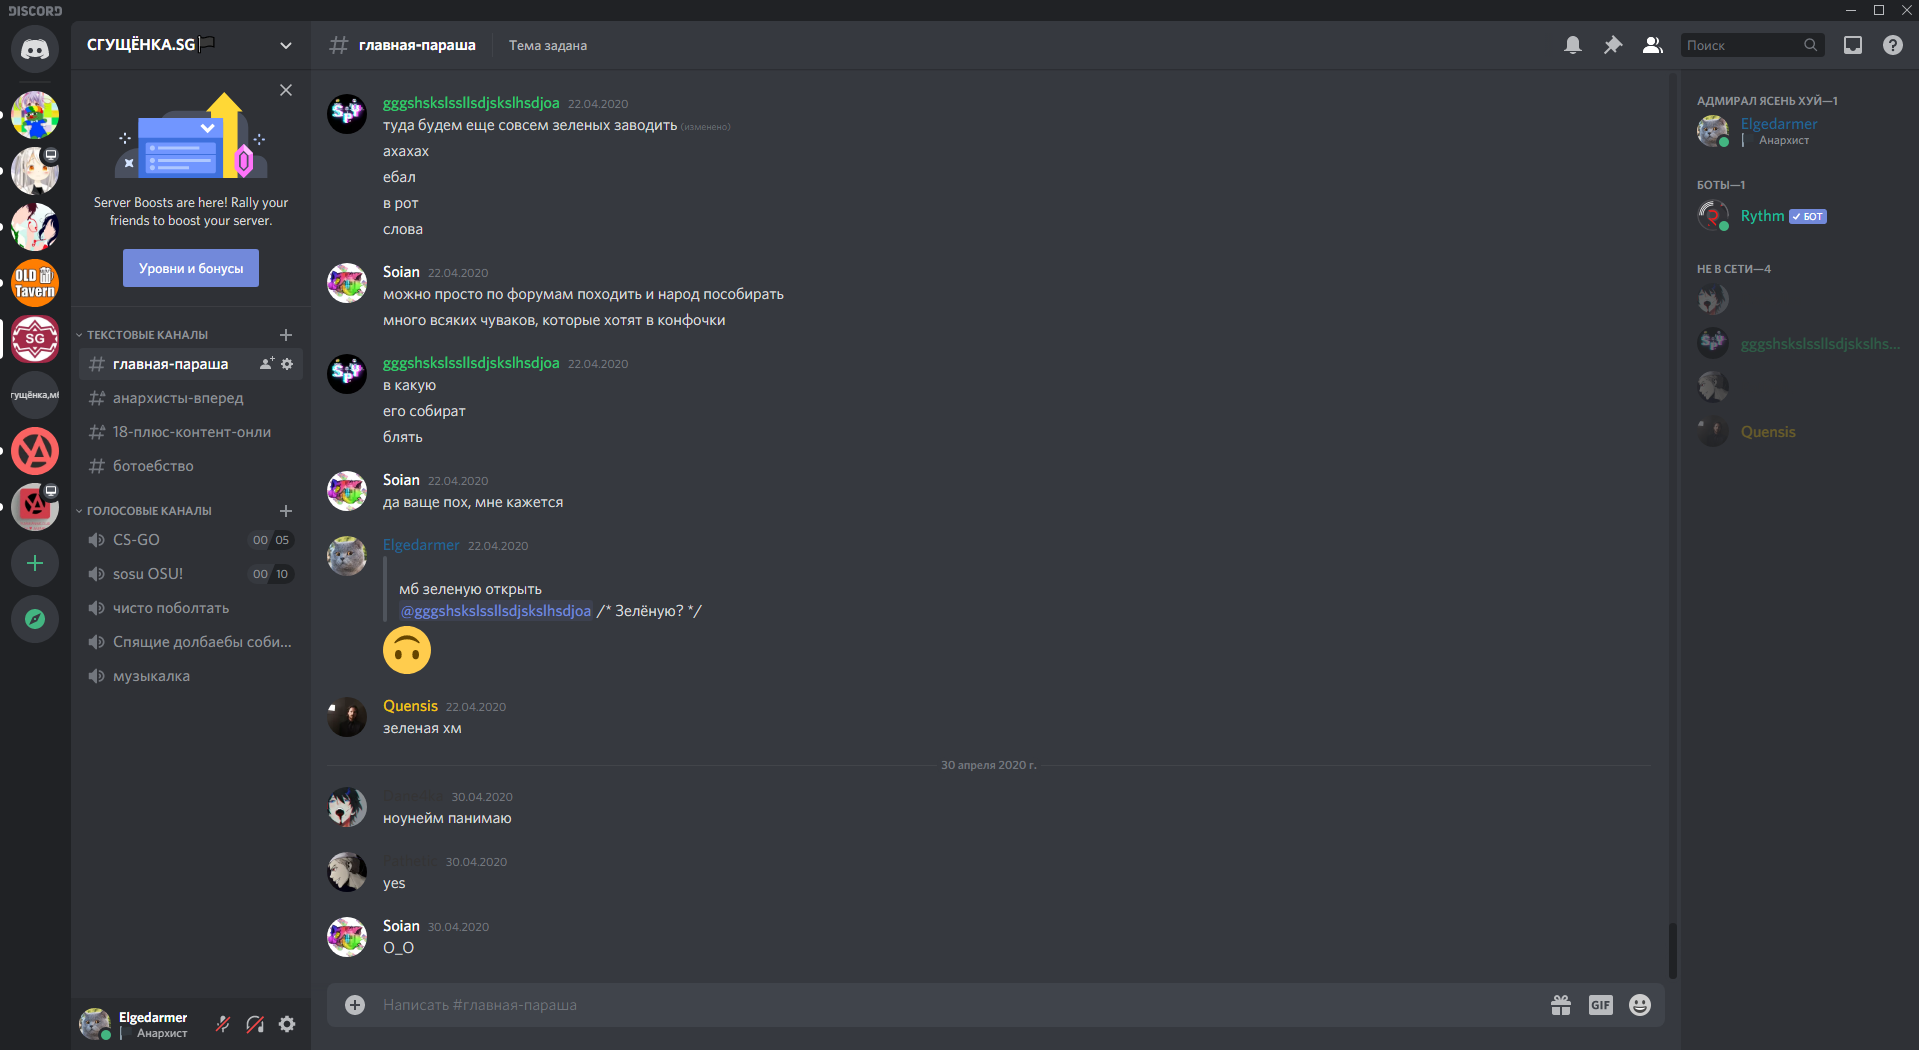 DISCORD
СГУЩЁНКА.SG
главная-параша
Тема задана
Поиск
OLD
Tavern
SG
Server Boosts are here! Rally your
friends to boost your server.
Уровни и бонусы
ТЕКСТОВЫЕ КАНАЛЫ
главная-параша
анархисты-вперед
18-плюс-контент-онли
ботоебство
ГОЛОСОВЫЕ КАНАЛЫ
CS-GO 00 05
sosu OSU! 00 10
чисто поболтать
Спящие долбаебы соби...
музыкалка
Elgedarmer
Анархист
gggshskslssllsdjskslhsdjoa 22.04.2020
туда будем еще совсем зеленых заводить (изменено)
ахахах
ебал
в рот
слова
Soian 22.04.2020
можно просто по форумам походить и народ пособирать
много всяких чуваков, которые хотят в конфочки
gggshskslssllsdjskslhsdjoa 22.04.2020
в какую
его собират
блять
Soian 22.04.2020
да ваще пох, мне кажется
Elgedarmer 22.04.2020
мб зеленую открыть
@gggshskslssllsdjskslhsdjoa /* Зелёную? */
Quensis 22.04.2020
зеленая хм
30 апреля 2020 г.
30.04.2020
ноунейм панимаю
30.04.2020
yes
Soian 30.04.2020
O_O
Написать #главная-параша
GIF
АДМИРАЛ ЯСЕНЬ ХУЙ—1
Elgedarmer
Анархист
БОТЫ—1
Rythm БОТ
НЕ В СЕТИ—4
gggshskslssllsdjskslhs...
Quensis